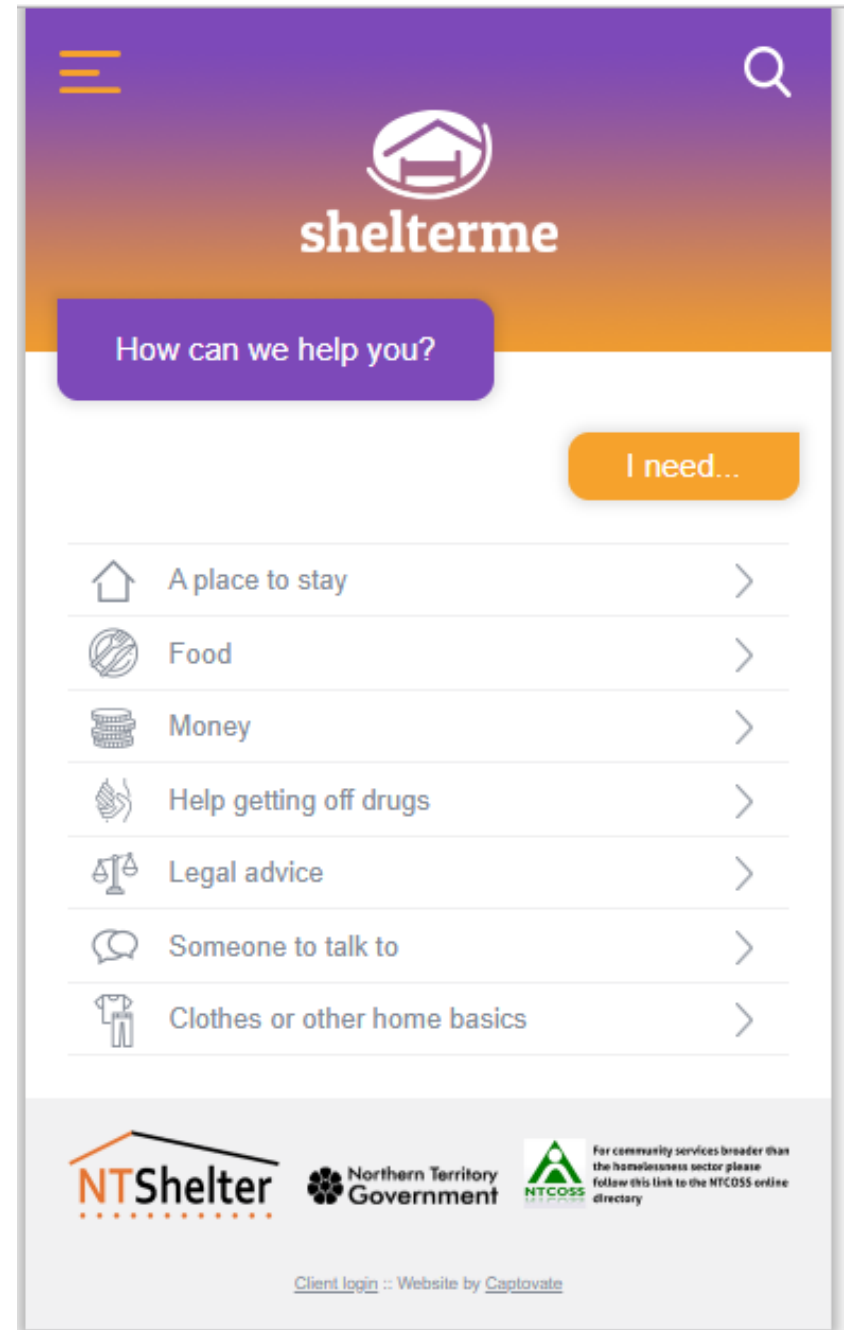 shelterme
How can we help you?
I need...
A place to stay
Food
Money
Help getting off drugs
Legal advice
Someone to talk to
Clothes or other home basics
NTShelter
Northern Territory
Government
NTCOSS
For community services broader than
the homelessness sector please
follow this link to the NTCOSS online
directory
Client login :: Website by Captovate